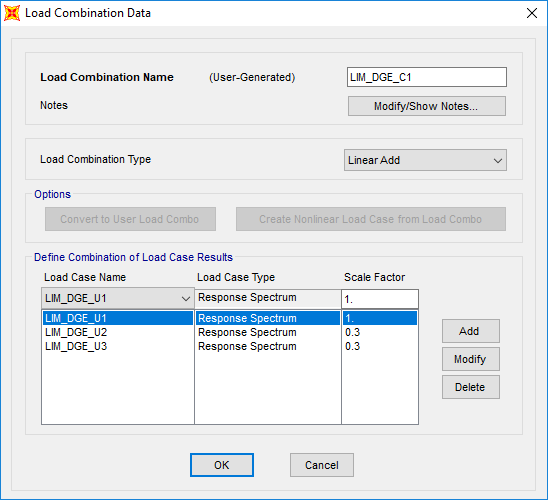 Load Combination Data
Load Combination Name (User-Generated) LIM_DGE_C1
Notes Modify/Show Notes...
Load Combination Type Linear Add
Options
Convert to User Load Combo Create Nonlinear Load Case from Load Combo
Define Combination of Load Case Results
Load Case Name Load Case Type Scale Factor
LIM_DGE_U1 Response Spectrum 1.
LIM_DGE_U1 Response Spectrum 1.
LIM_DGE_U2 Response Spectrum 0.3
LIM_DGE_U3 Response Spectrum 0.3
Add
Modify
Delete
OK Cancel